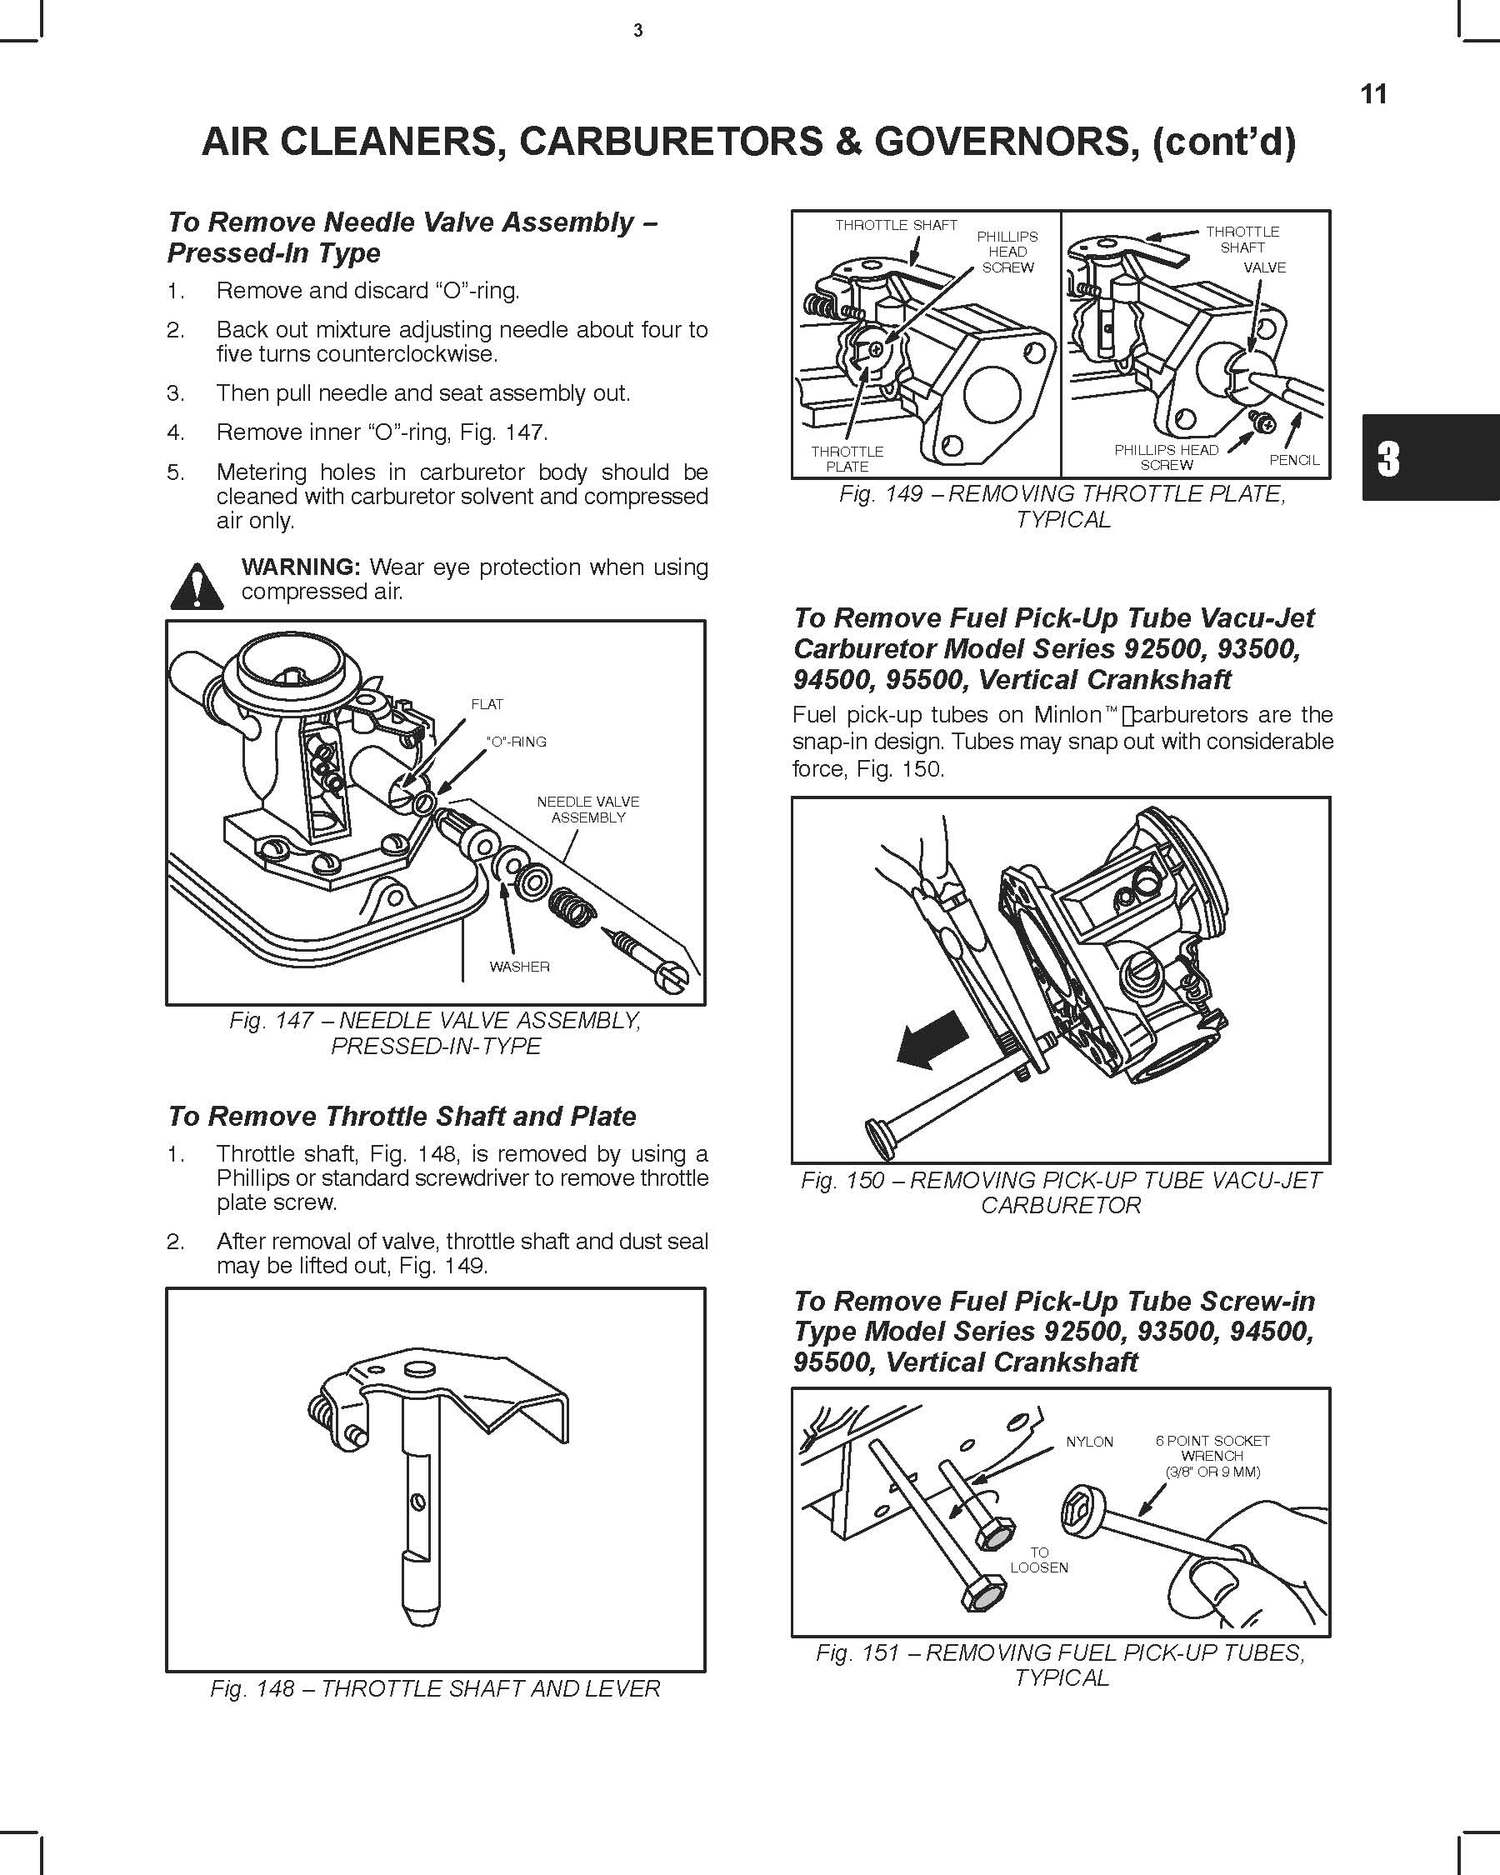 3
11
AIR CLEANERS, CARBURETORS & GOVERNORS, (cont’d)
To Remove Needle Valve Assembly –
Pressed-In Type
1. Remove and discard “O”-ring.
2. Back out mixture adjusting needle about four to
five turns counterclockwise.
3. Then pull needle and seat assembly out.
4. Remove inner “O”-ring, Fig. 147.
5. Metering holes in carburetor body should be
cleaned with carburetor solvent and compressed
air only.
WARNING: Wear eye protection when using
compressed air.
FLAT
"O"-RING
NEEDLE VALVE
ASSEMBLY
WASHER
Fig. 147 – NEEDLE VALVE ASSEMBLY,
PRESSED-IN-TYPE
To Remove Throttle Shaft and Plate
1. Throttle shaft, Fig. 148, is removed by using a
Phillips or standard screwdriver to remove throttle
plate screw.
2. After removal of valve, throttle shaft and dust seal
may be lifted out, Fig. 149.
Fig. 148 – THROTTLE SHAFT AND LEVER
THROTTLE SHAFT
PHILLIPS
HEAD
SCREW
THROTTLE
PLATE
THROTTLE
SHAFT
VALVE
PHILLIPS HEAD
SCREW
PENCIL
Fig. 149 – REMOVING THROTTLE PLATE,
TYPICAL
3
To Remove Fuel Pick-Up Tube Vacu-Jet
Carburetor Model Series 92500, 93500,
94500, 95500, Vertical Crankshaft
Fuel pick-up tubes on Minlon™ carburetors are the
snap-in design. Tubes may snap out with considerable
force, Fig. 150.
Fig. 150 – REMOVING PICK-UP TUBE VACU-JET
CARBURETOR
To Remove Fuel Pick-Up Tube Screw-in
Type Model Series 92500, 93500, 94500,
95500, Vertical Crankshaft
NYLON
6 POINT SOCKET
WRENCH
(3/8" OR 9 MM)
TO
LOOSEN
Fig. 151 – REMOVING FUEL PICK-UP TUBES,
TYPICAL